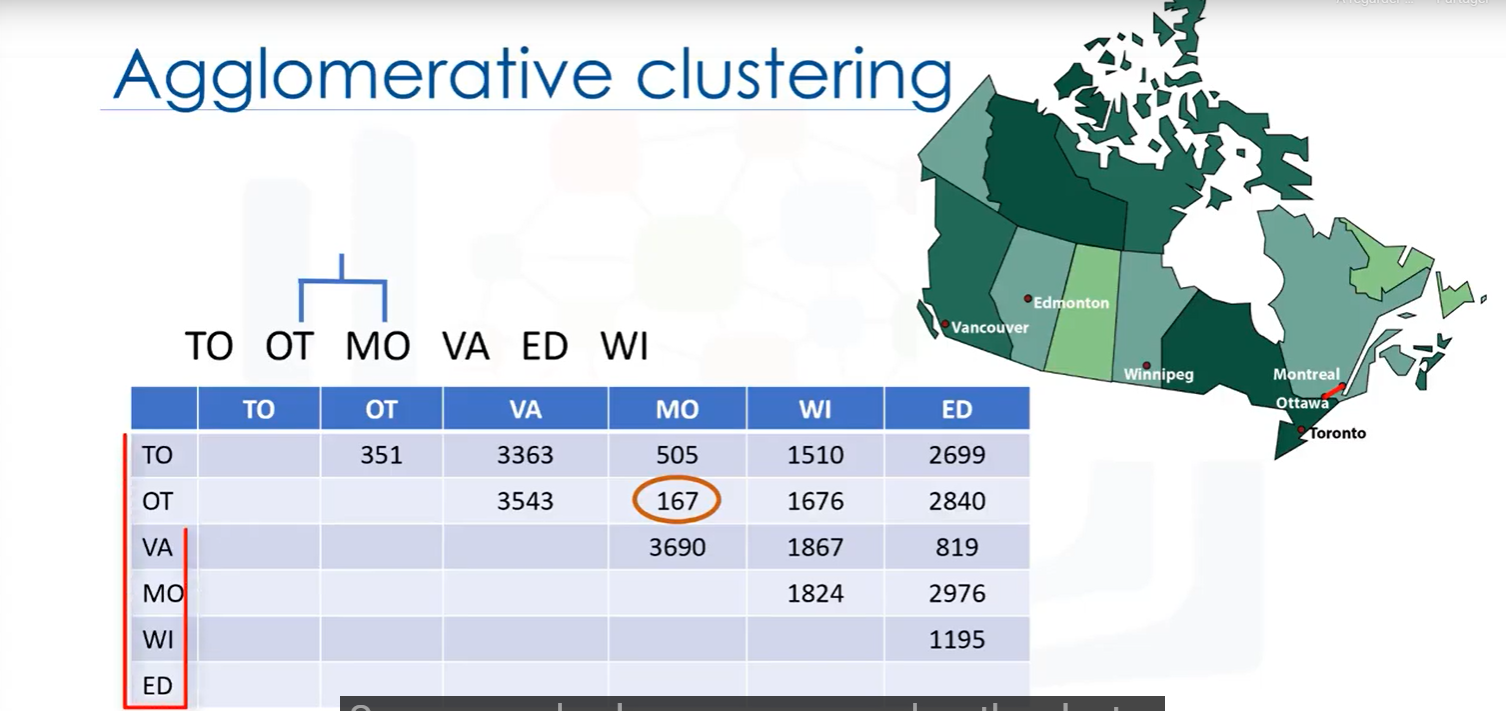 Agglomerative clustering
TO OT MO VA ED WI
TO OT VA MO WI ED
TO 351 3363 505 1510 2699
OT 3543 167 1676 2840
VA 3690 1867 819
MO 1824 2976
WI 1195
ED
Edmonton
Vancouver
Winnipeg
Montreal
Ottawa
Toronto